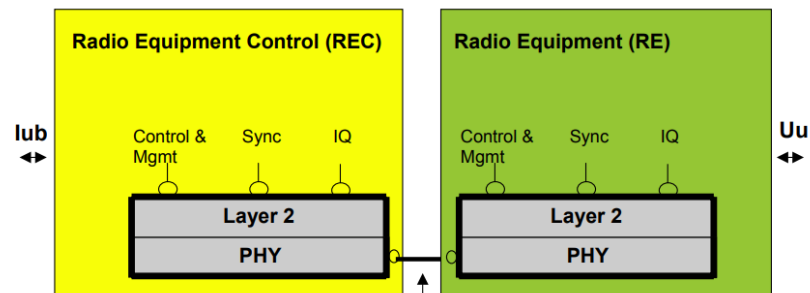 Radio Equipment Control (REC)
Radio Equipment (RE)
Iub
Uu
Control & Mgmt
Sync
IQ
Control & Mgmt
Sync
IQ
Layer 2
PHY
Layer 2
PHY